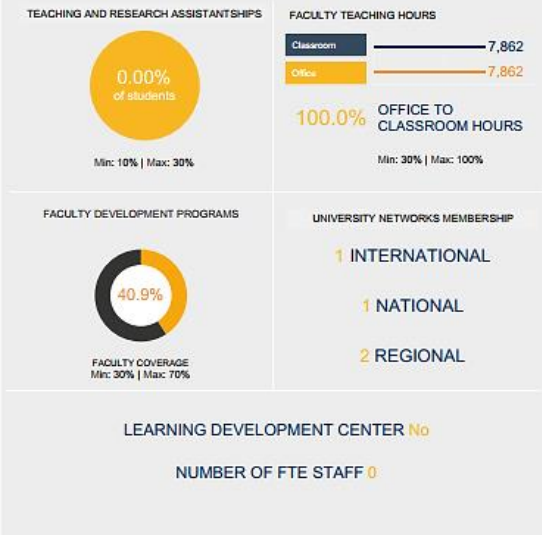 TEACHING AND RESEARCH ASSISTANTSHIPS
0.00%
of students
Min: 10% | Max: 30%
FACULTY TEACHING HOURS
Classroom 7,862
Office 7,862
100.0% OFFICE TO
CLASSROOM HOURS
Min: 30% | Max: 100%
FACULTY DEVELOPMENT PROGRAMS
40.9%
FACULTY COVERAGE
Min: 30% | Max: 70%
UNIVERSITY NETWORKS MEMBERSHIP
1 INTERNATIONAL
1 NATIONAL
2 REGIONAL
LEARNING DEVELOPMENT CENTER No
NUMBER OF FTE STAFF 0